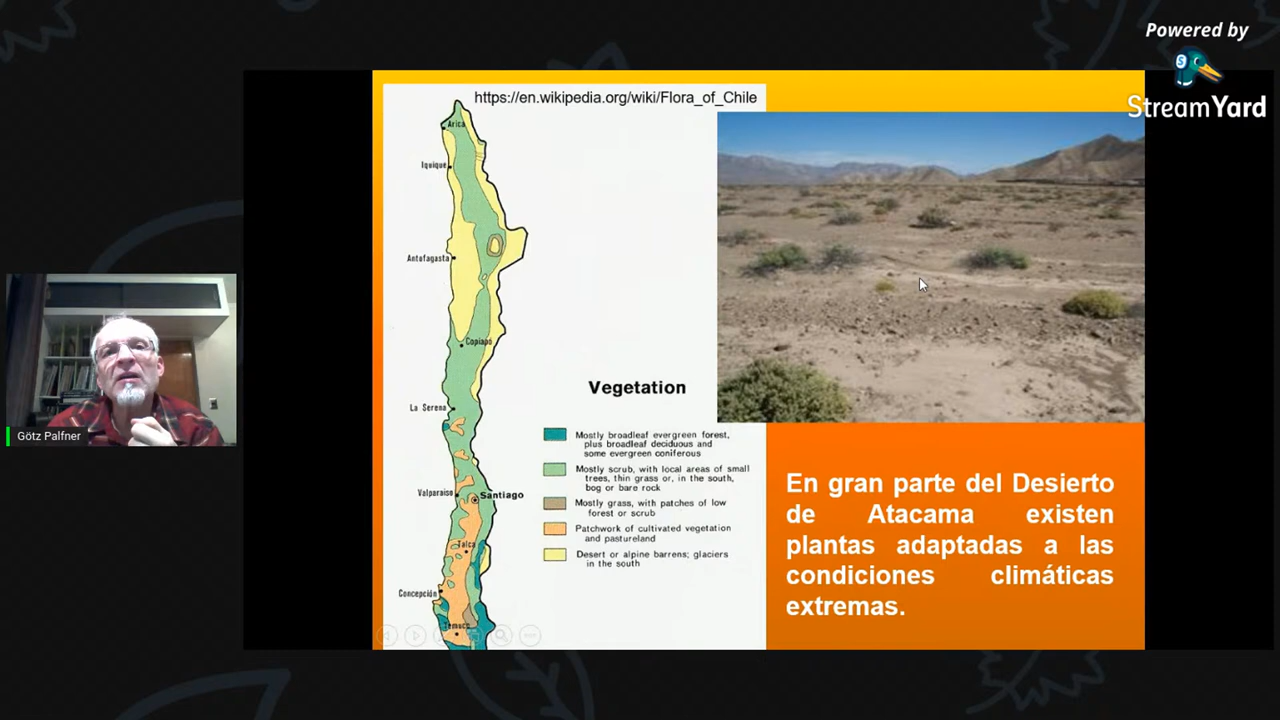 Powered by
StreamYard
https://en.wikipedia.org/wiki/Flora_of_Chile
Arica
Iquique
Antofagasta
Copiapó
La Serena
Valparaiso
Santiago
Talca
Concepción
Temuco
Vegetation
Mostly broadleaf evergreen forest,
plus broadleaf deciduous and
some evergreen coniferous
Mostly scrub, with local areas of small
trees, thin grass or, in the south,
bog or bare rock
Mostly grass, with patches of low
forest or scrub
Patchwork of cultivated vegetation
and pastureland
Desert or alpine barrens; glaciers
in the south
En gran parte del Desierto
de Atacama existen
plantas adaptadas a las
condiciones climáticas
extremas.
Götz Palfner